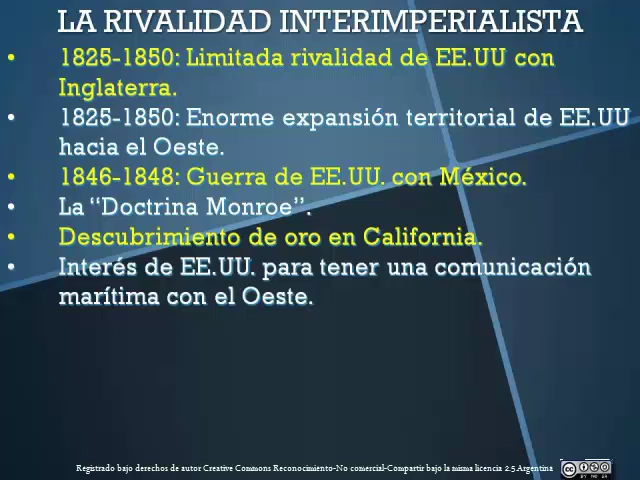 LA RIVALIDAD INTERIMPERIALISTA
• 1825-1850: Limitada rivalidad de EE.UU con
Inglaterra.
• 1825-1850: Enorme expansión territorial de EE.UU
hacia el Oeste.
• 1846-1848: Guerra de EE.UU. con México.
• La “Doctrina Monroe”.
• Descubrimiento de oro en California.
• Interés de EE.UU. para tener una comunicación
marítima con el Oeste.
Registrado bajo derechos de autor Creative Commons Reconocimiento-No comercial-Compartir bajo la misma licencia 2.5 Argentina